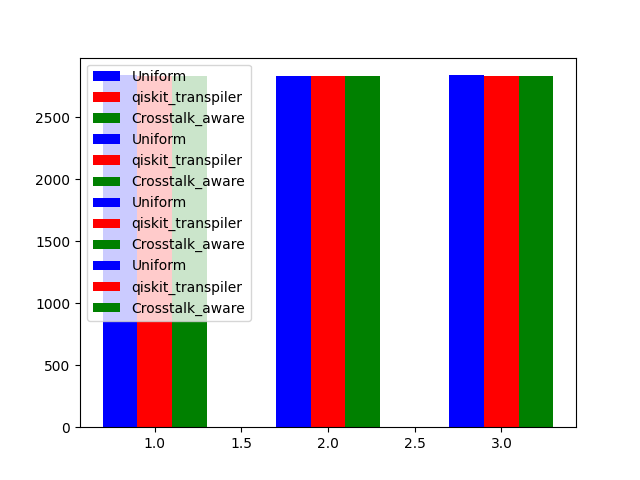 Uniform
qiskit_transpiler
Crosstalk_aware
Uniform
qiskit_transpiler
Crosstalk_aware
Uniform
qiskit_transpiler
Crosstalk_aware
Uniform
qiskit_transpiler
Crosstalk_aware
2500
2000
1500
1000
500
0
1.0 1.5 2.0 2.5 3.0